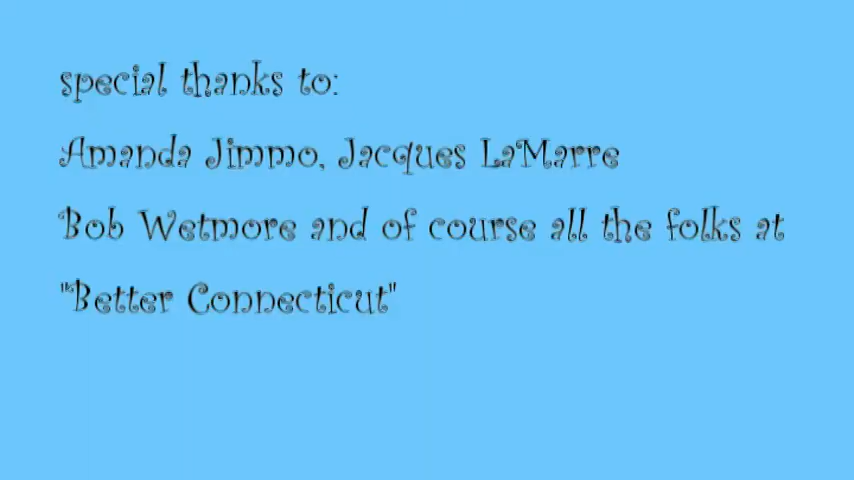 special thanks to:
Amanda Jimmo, Jacques LaMarre
Bob Wetmore and of course all the folks at
"Better Connecticut"